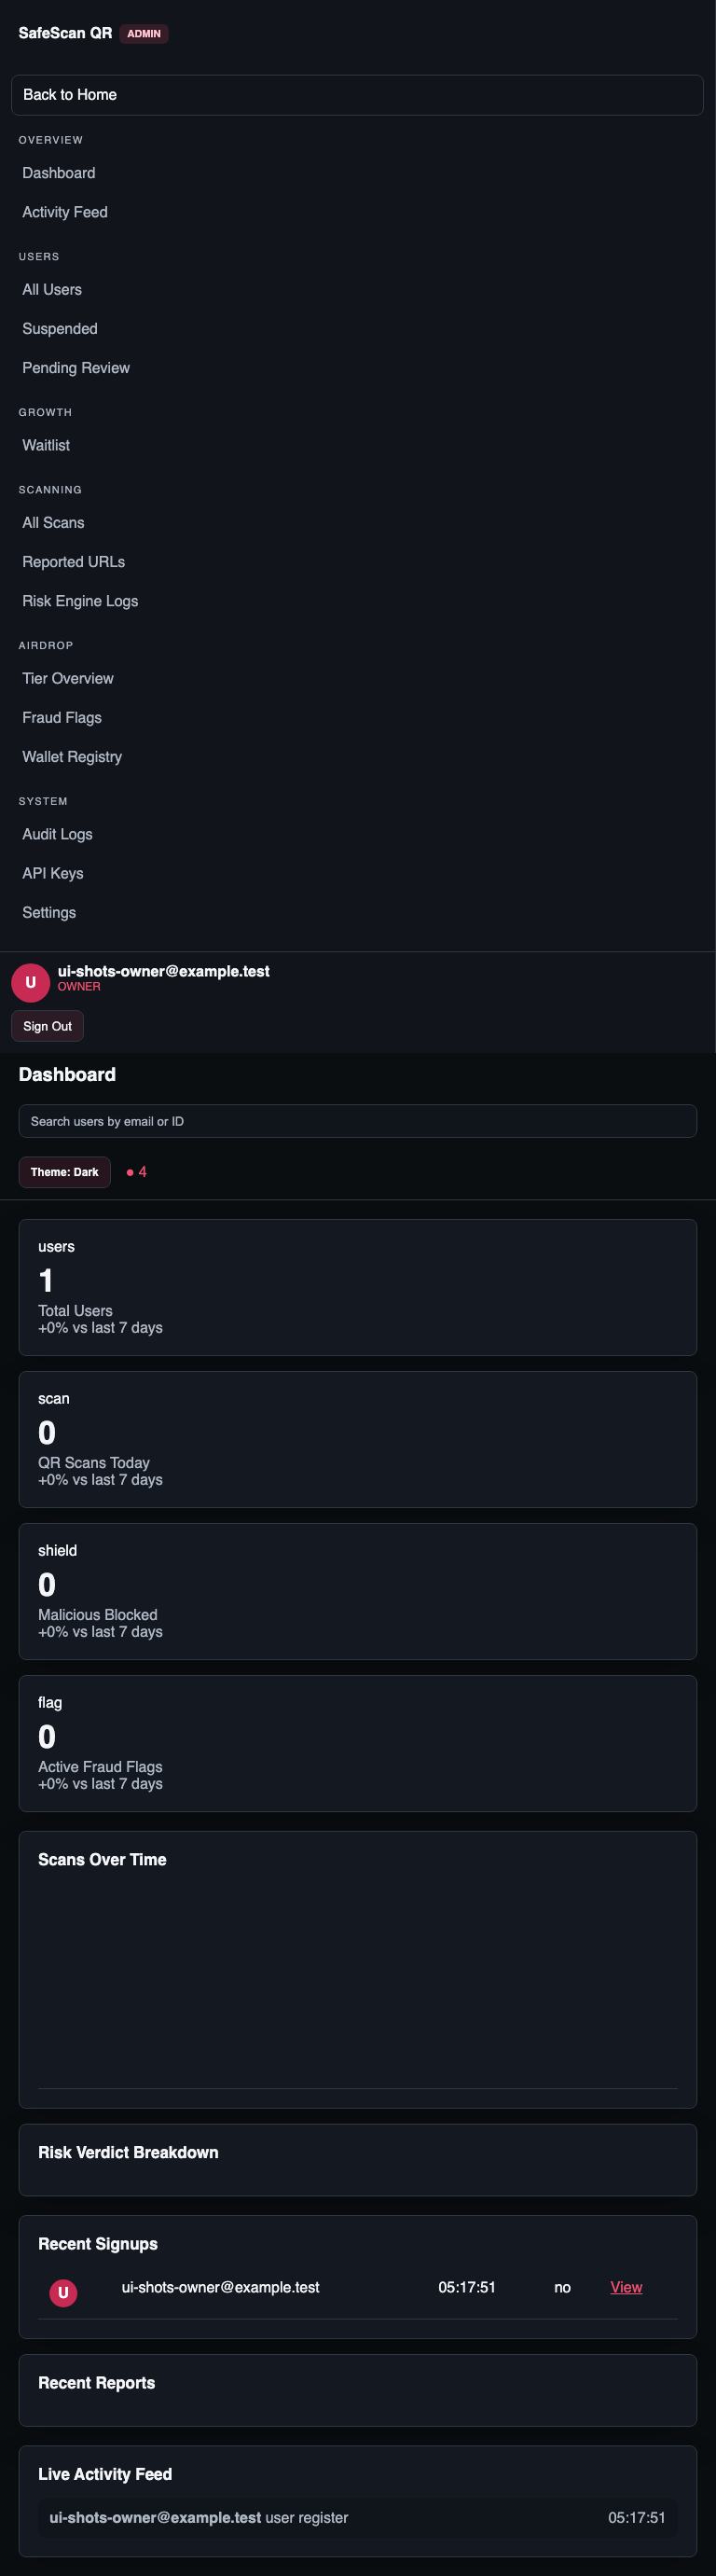 SafeScan QR ADMIN
Back to Home
OVERVIEW
Dashboard
Activity Feed
USERS
All Users
Suspended
Pending Review
GROWTH
Waitlist
SCANNING
All Scans
Reported URLs
Risk Engine Logs
AIRDROP
Tier Overview
Fraud Flags
Wallet Registry
SYSTEM
Audit Logs
API Keys
Settings
U ui-shots-owner@example.test
OWNER
Sign Out
Dashboard
Search users by email or ID
Theme: Dark ● 4
users
1
Total Users
+0% vs last 7 days
scan
0
QR Scans Today
+0% vs last 7 days
shield
0
Malicious Blocked
+0% vs last 7 days
flag
0
Active Fraud Flags
+0% vs last 7 days
Scans Over Time
Risk Verdict Breakdown
Recent Signups
U ui-shots-owner@example.test 05:17:51 no View
Recent Reports
Live Activity Feed
ui-shots-owner@example.test user register 05:17:51